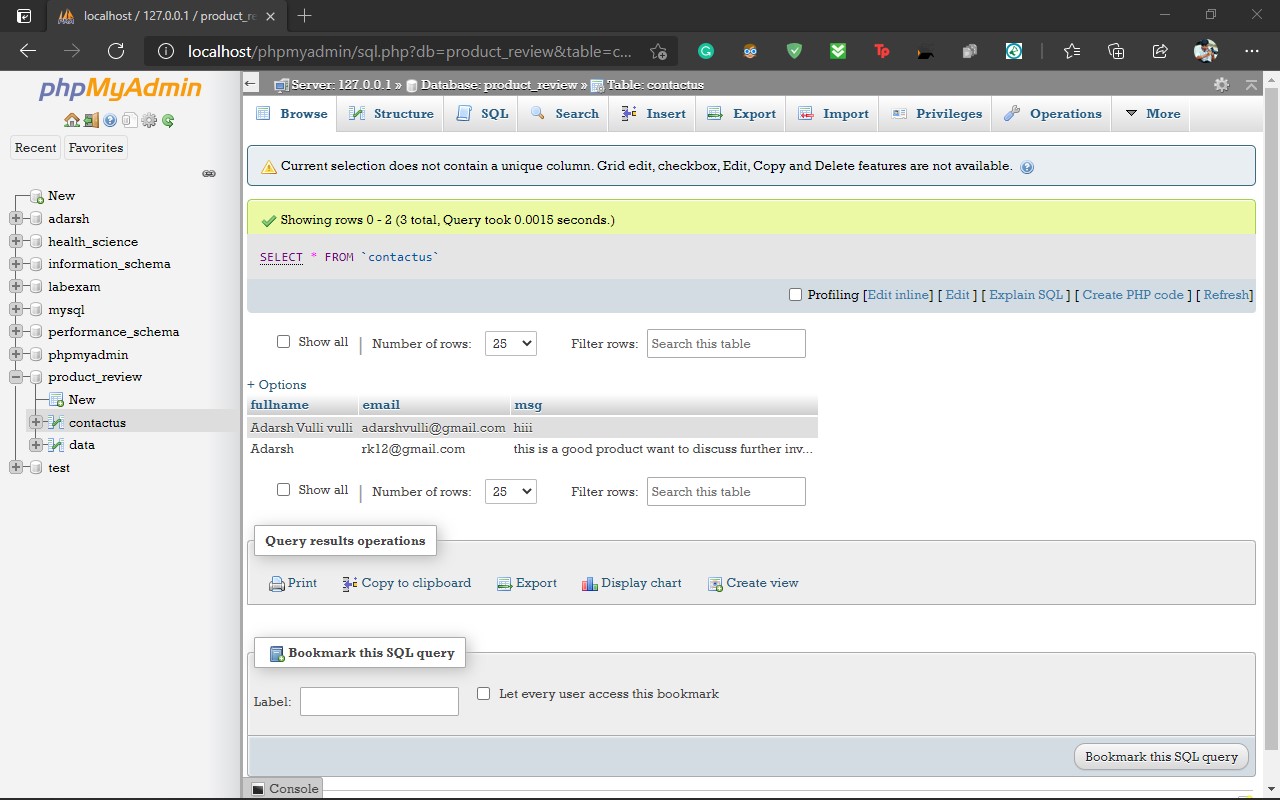 localhost / 127.0.0.1 / product_re
localhost/phpmyadmin/sql.php?db=product_review&table=c...
phpMyAdmin
Recent Favorites
New
adarsh
health_science
information_schema
labexam
mysql
performance_schema
phpmyadmin
product_review
New
contactus
data
test
Server: 127.0.0.1 » Database: product_review » Table: contactus
Browse Structure SQL Search Insert Export Import Privileges Operations More
Current selection does not contain a unique column. Grid edit, checkbox, Edit, Copy and Delete features are not available.
Showing rows 0 - 2 (3 total, Query took 0.0015 seconds.)
SELECT * FROM `contactus`
Profiling [Edit inline] [ Edit ] [ Explain SQL ] [ Create PHP code ] [ Refresh]
Show all | Number of rows: 25 Filter rows: Search this table
+ Options
fullname email msg
Adarsh Vulli vulli adarshvulli@gmail.com hiii
Adarsh rk12@gmail.com this is a good product want to discuss further inv...
Show all | Number of rows: 25 Filter rows: Search this table
Query results operations
Print Copy to clipboard Export Display chart Create view
Bookmark this SQL query
Label: Let every user access this bookmark
Bookmark this SQL query
Console